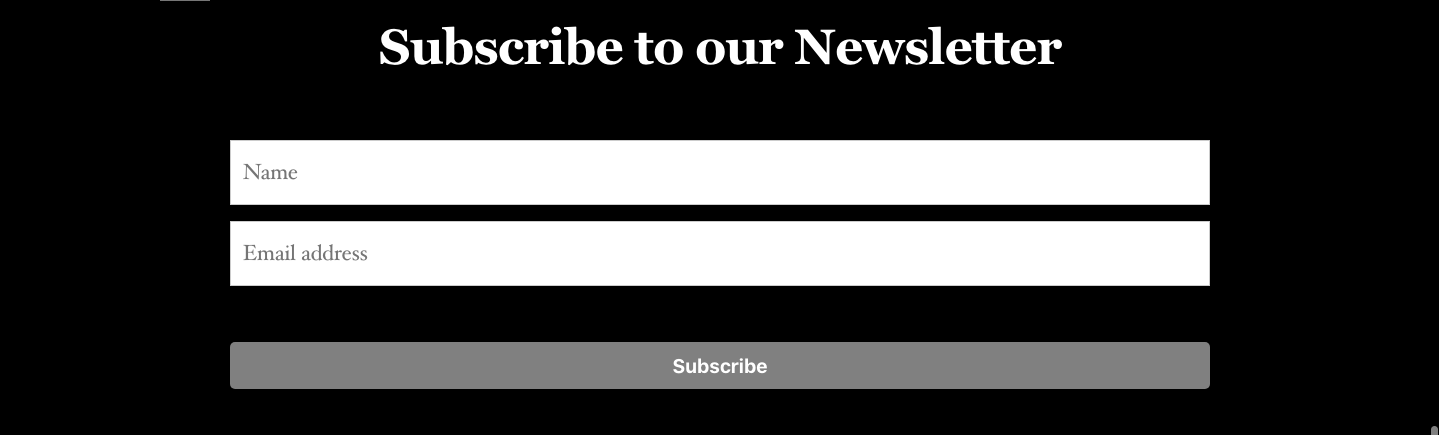 Subscribe to our Newsletter
Name
Email address
Subscribe